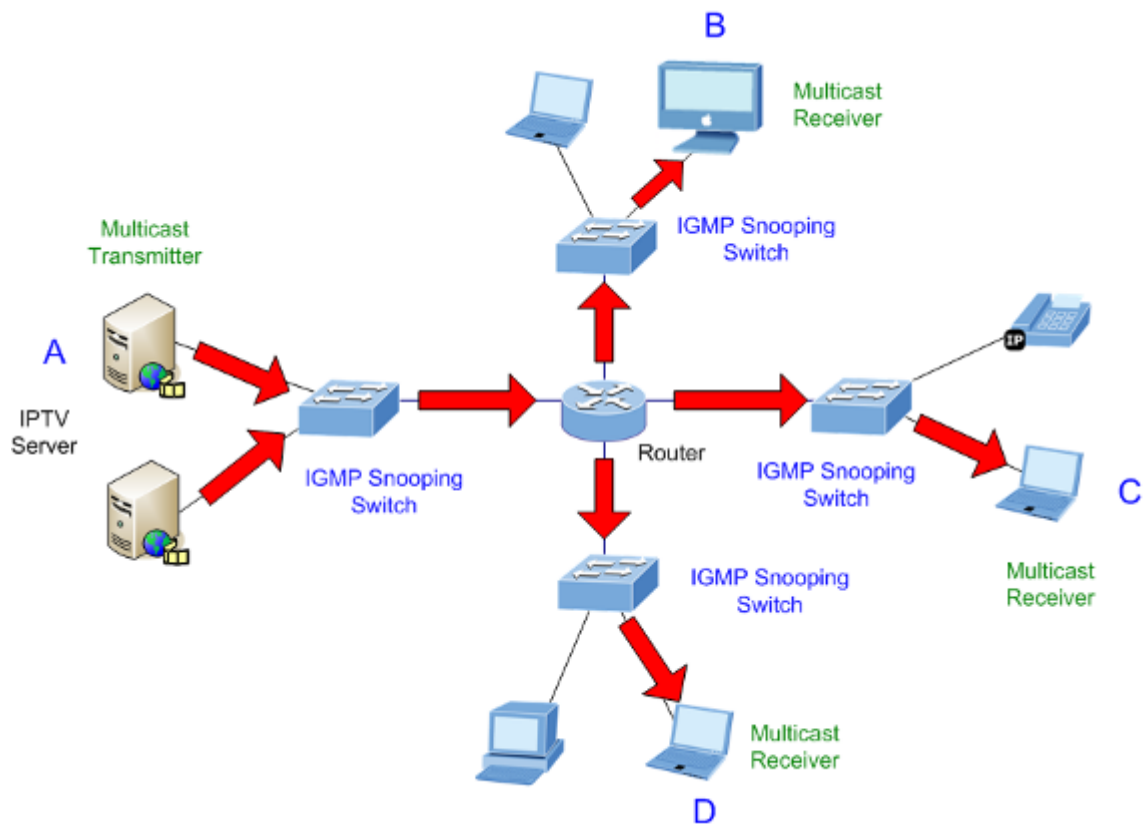 B
Multicast
Receiver
IGMP Snooping
Switch
Multicast
Transmitter
A
IPTV
Server
IGMP Snooping
Switch
Router
IP
IGMP Snooping
Switch
C
Multicast
Receiver
IGMP Snooping
Switch
Multicast
Receiver
D